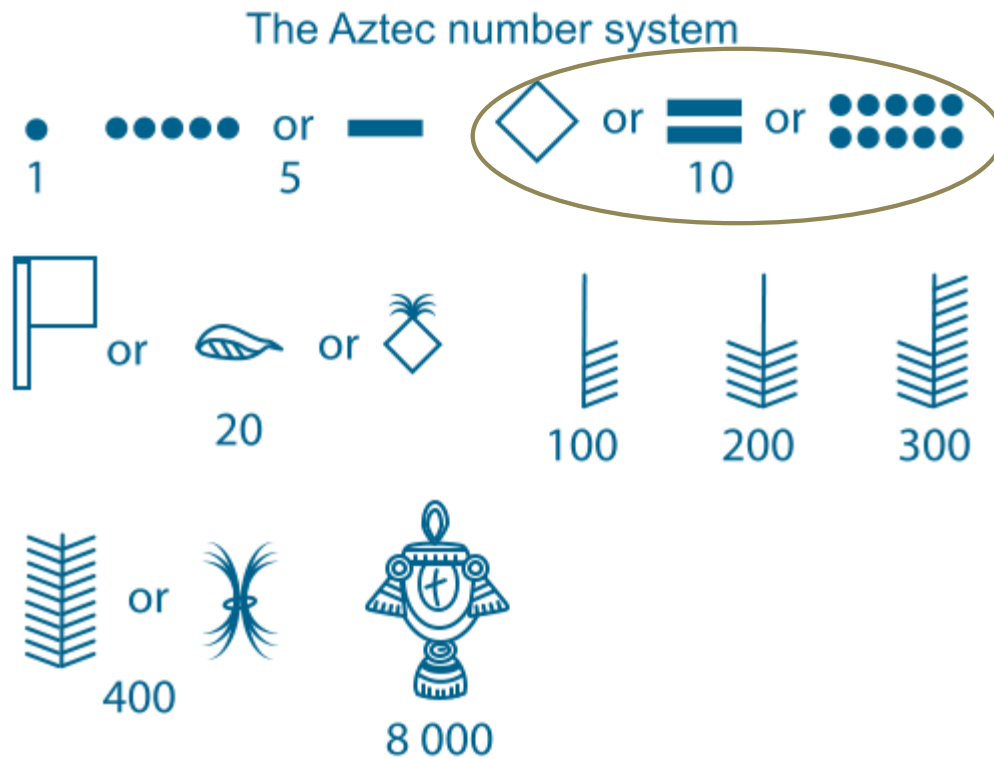 The Aztec number system
or or or
1 5 10
or or
20
100 200 300
or
400
8 000